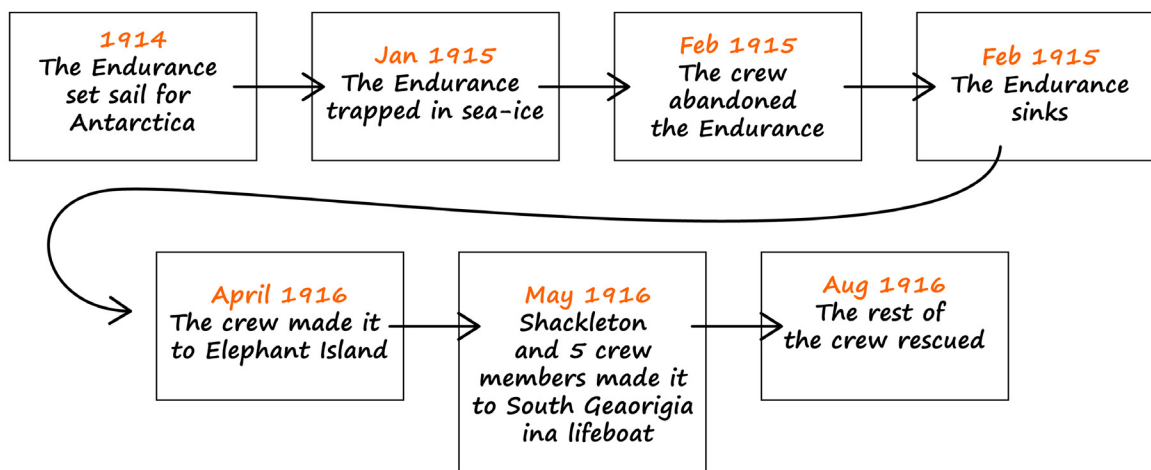 1914
The Endurance
set sail for
Antarctica
Jan 1915
The Endurance
trapped in sea-ice
Feb 1915
The crew
abandoned
the Endurance
Feb 1915
The Endurance
sinks
April 1916
The crew made it
to Elephant Island
May 1916
Shackleton
and 5 crew
members made it
to South Geaorigia
ina lifeboat
Aug 1916
The rest of
the crew rescued